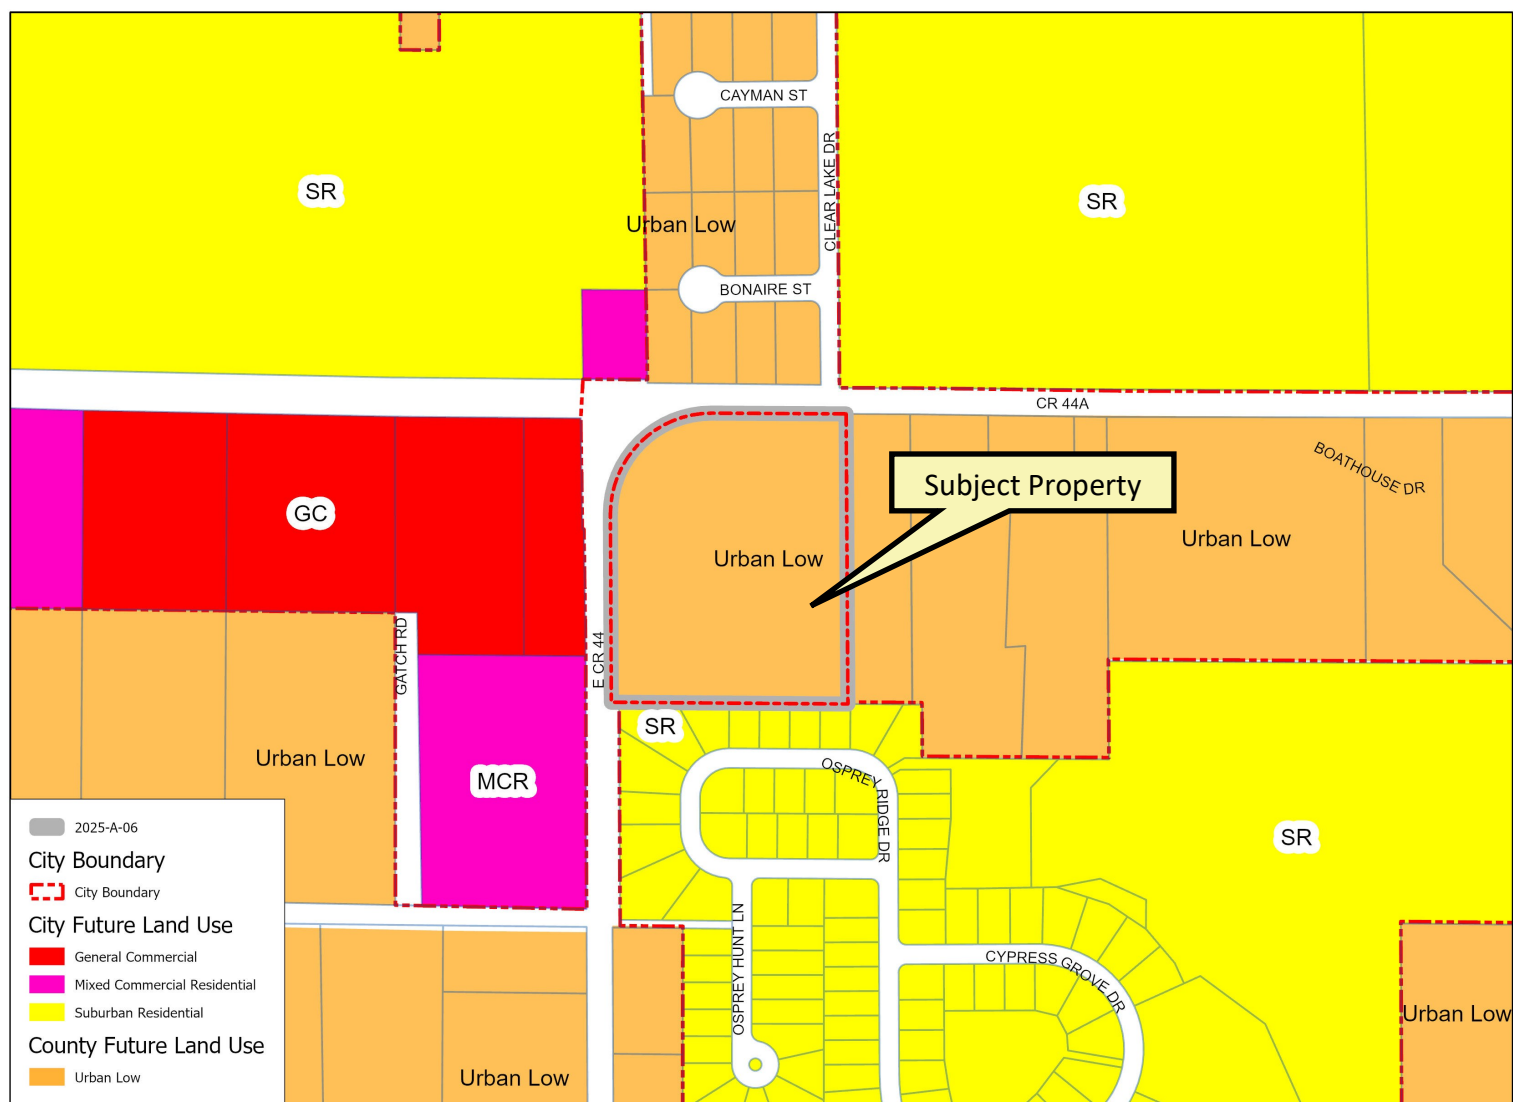 CAYMAN ST
CLEAR LAKE DR
SR
SR
Urban Low
BONAIRE ST
CR 44A
BOATHOUSE DR
Subject Property
GC
Urban Low
Urban Low
GATCH RD
E CR 44
SR
Urban Low
MCR
OSPREY RIDGE DR
SR
OSPREY HUNT LN
CYPRESS GROVE DR
Urban Low
Urban Low
2025-A-06
City Boundary
City Boundary
City Future Land Use
General Commercial
Mixed Commercial Residential
Suburban Residential
County Future Land Use
Urban Low